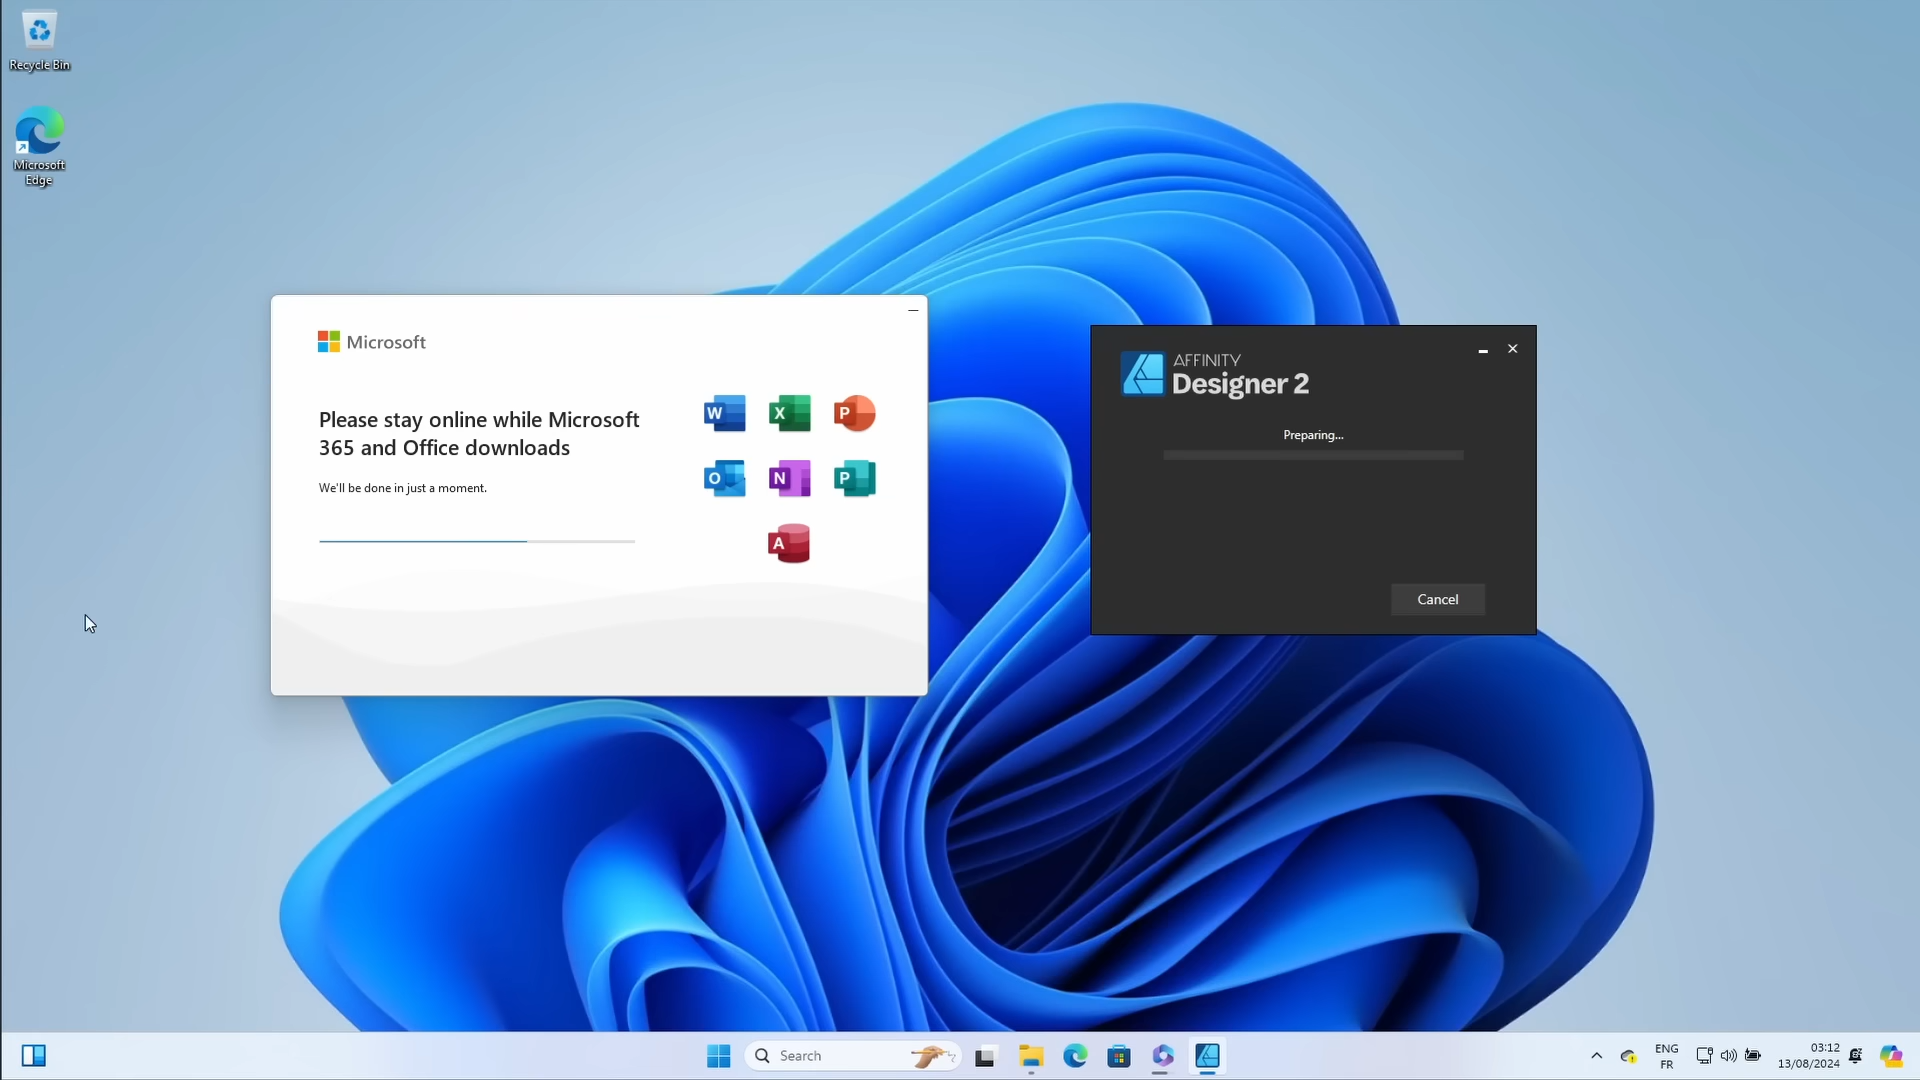 Recycle Bin
Microsoft
Edge
Microsoft
Please stay online while Microsoft
365 and Office downloads
We'll be done in just a moment.
W
X
P
O
N
P
A
AFFINITY
Designer 2
Preparing...
Cancel
Search
ENG
FR
03:12
13/08/2024